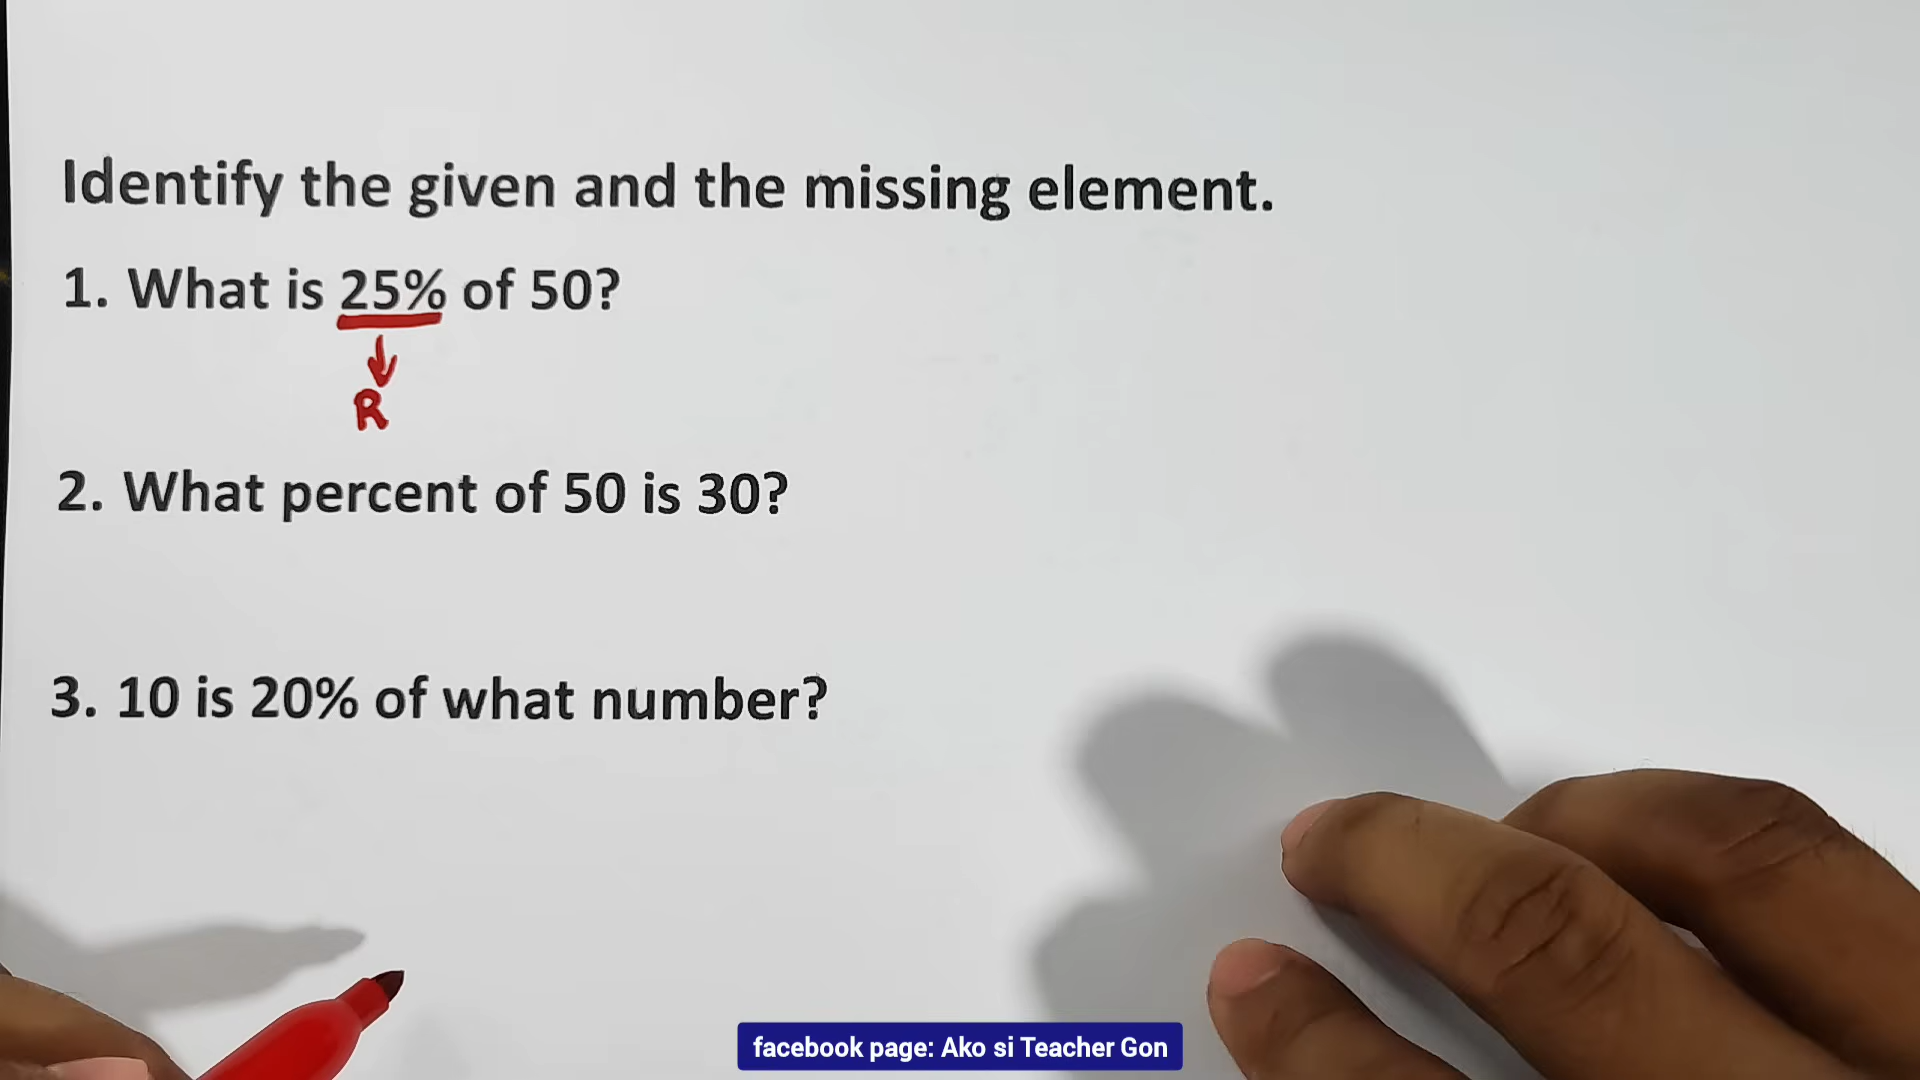 Identify the given and the missing element.
1. What is 25% of 50?
R
2. What percent of 50 is 30?
3. 10 is 20% of what number?
facebook page: Ako si Teacher Gon